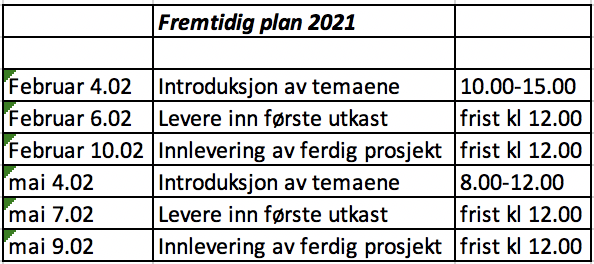 Fremtidig plan 2021
Februar 4.02 Introduksjon av temaene 10.00-15.00
Februar 6.02 Levere inn første utkast frist kl 12.00
Februar 10.02 Innlevering av ferdig prosjekt frist kl 12.00
mai 4.02 Introduksjon av temaene 8.00-12.00
mai 7.02 Levere inn første utkast frist kl 12.00
mai 9.02 Innlevering av ferdig prosjekt frist kl 12.00